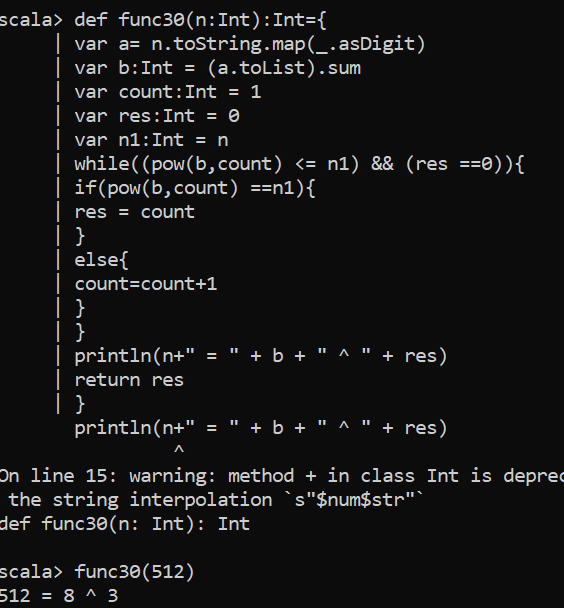 scala> def func30(n:Int):Int={
| var a= n.toString.map(_.asDigit)
| var b:Int = (a.toList).sum
| var count:Int = 1
| var res:Int = 0
| var n1:Int = n
| while((pow(b,count) <= n1) && (res ==0)){
| if(pow(b,count) ==n1){
| res = count
| }
| else{
| count=count+1
| }
| }
| println(n+" = " + b + " ^ " + res)
| return res
| }
println(n+" = " + b + " ^ " + res)
^
On line 15: warning: method + in class Int is deprec
the string interpolation `s"$num$str"`
def func30(n: Int): Int
scala> func30(512)
512 = 8 ^ 3